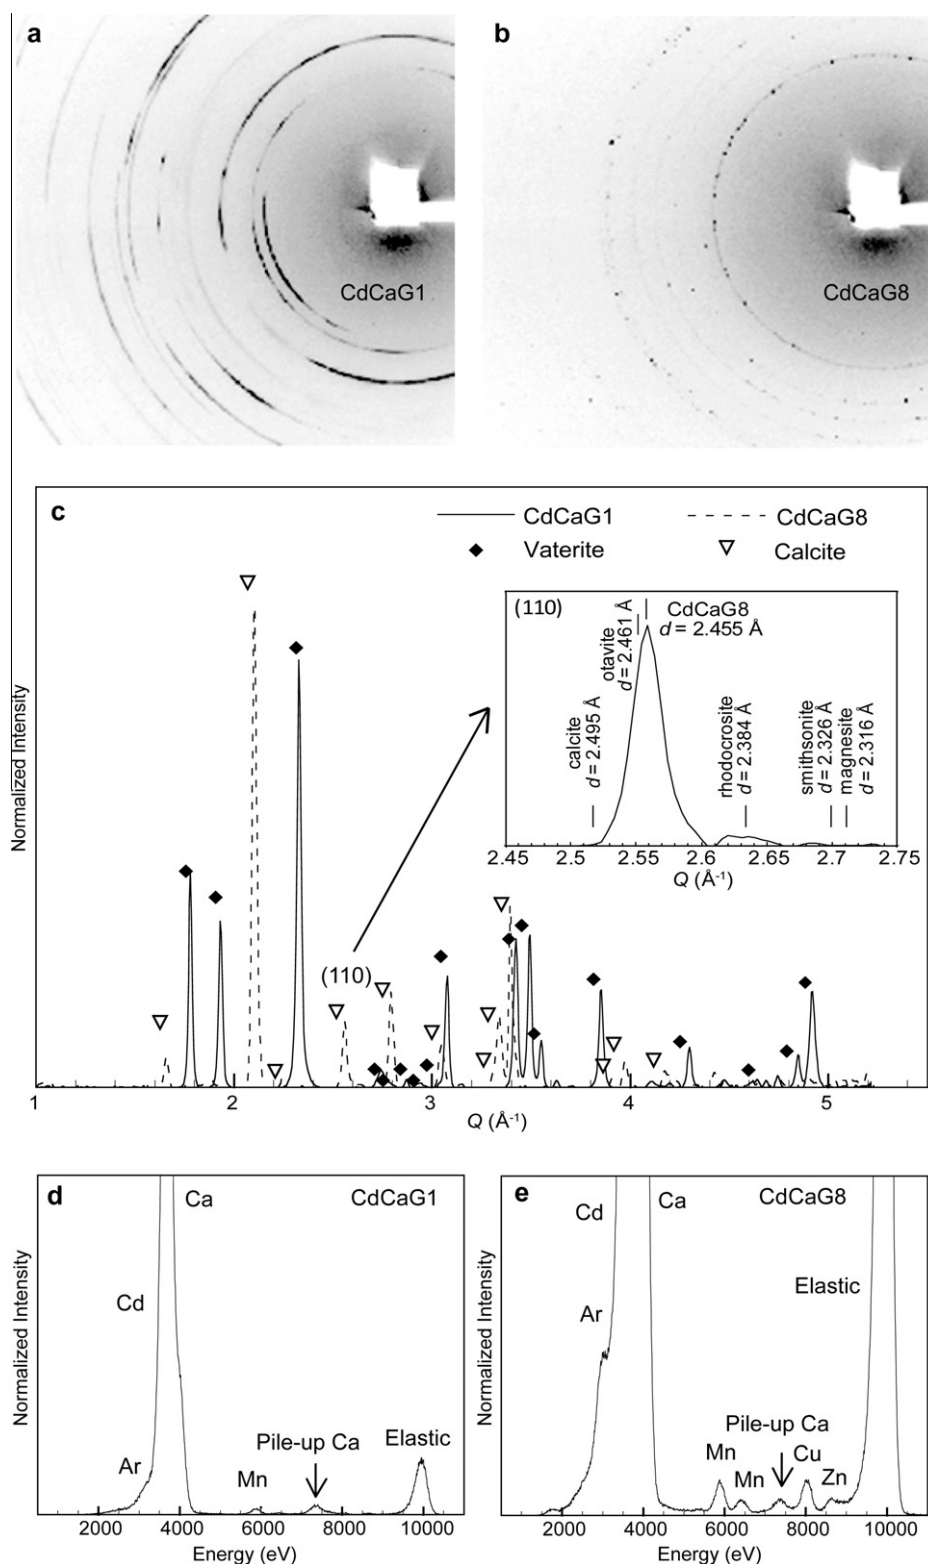 a
b
CdCaG1
CdCaG8
c
CdCaG1
CdCaG8
Vaterite
Calcite
(110)
CdCaG8
d = 2.455 Å
otavite
d = 2.461 Å
calcite
d = 2.495 Å
rhodocrosite
d = 2.384 Å
smithsonite
d = 2.326 Å
magnesite
d = 2.316 Å
2.45 2.5 2.55 2.6 2.65 2.7 2.75
Q (Å-1)
(110)
Normalized Intensity
1 2 3 4 5
Q (Å-1)
d
CdCaG1
Ca
Cd
Ar
Mn
Pile-up Ca
Elastic
Normalized Intensity
2000 4000 6000 8000 10000
Energy (eV)
e
CdCaG8
Cd
Ca
Ar
Elastic
Pile-up Ca
Mn
Mn
Cu
Zn
Normalized Intensity
2000 4000 6000 8000 10000
Energy (eV)